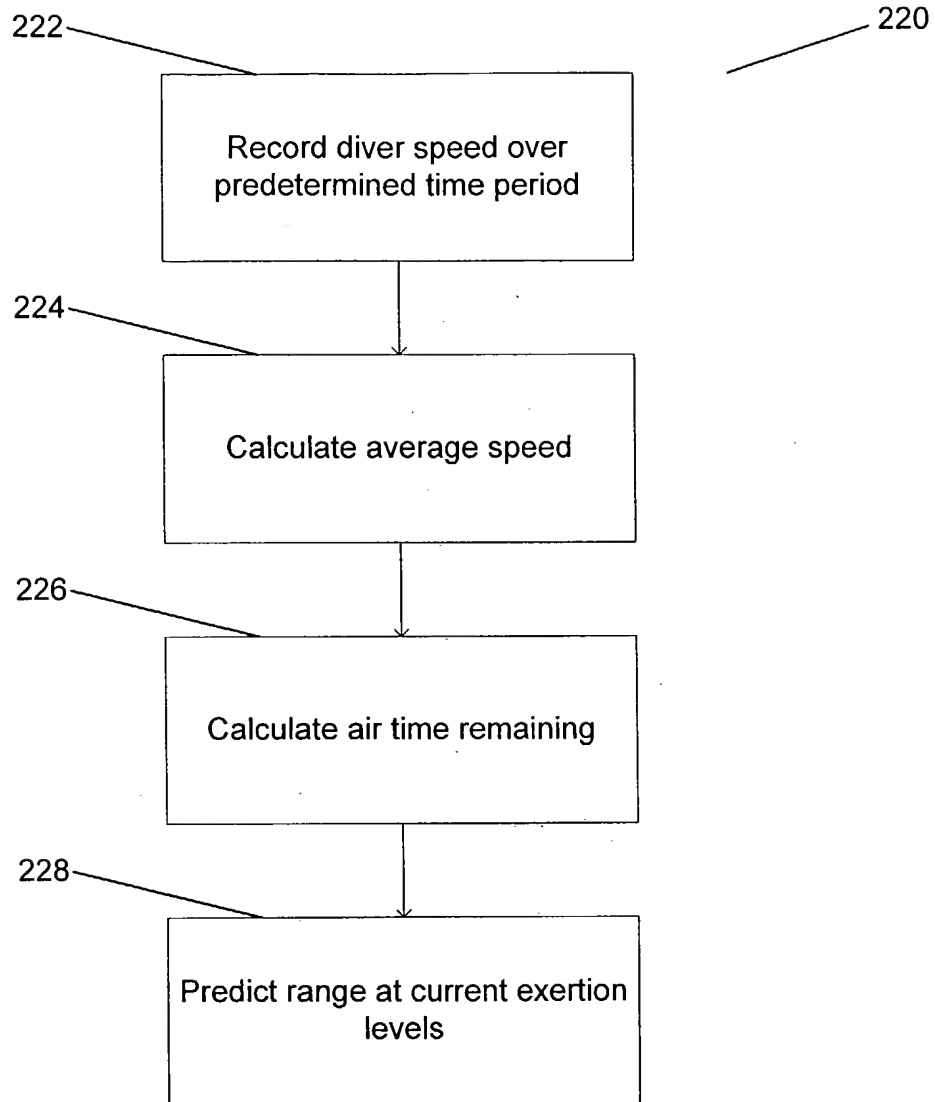 222
220
Record diver speed over
predetermined time period
224
Calculate average speed
226
Calculate air time remaining
228
Predict range at current exertion
levels